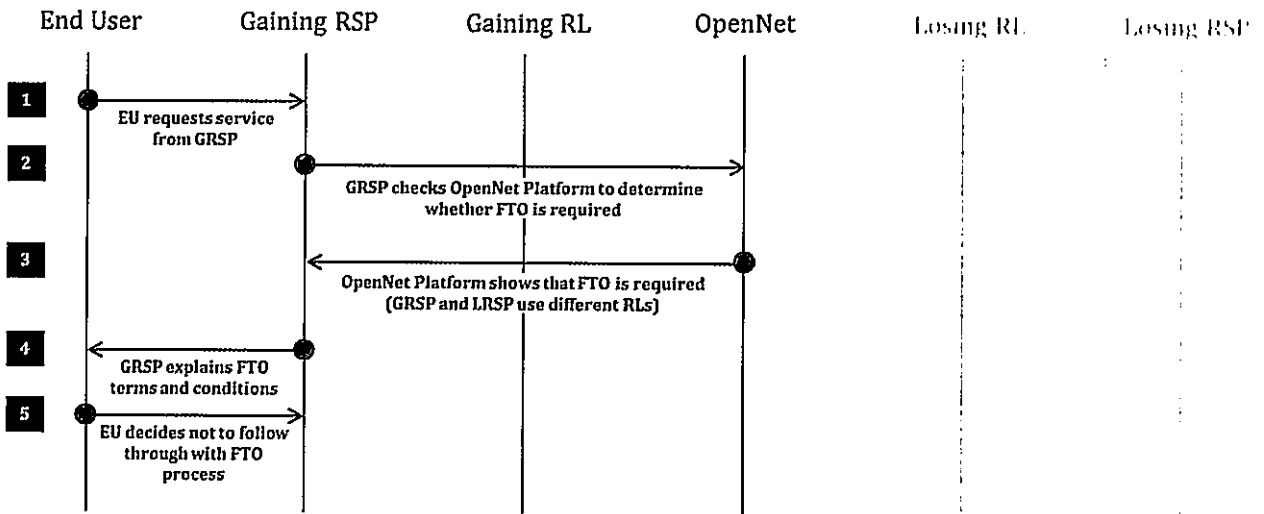 End User Gaining RSP Gaining RL OpenNet Losing RL Losing RSP
1
EU requests service
from GRSP
2
GRSP checks OpenNet Platform to determine
whether FTO is required
3
OpenNet Platform shows that FTO is required
(GRSP and LRSP use different RLs)
4
GRSP explains FTO
terms and conditions
5
EU decides not to follow
through with FTO
process